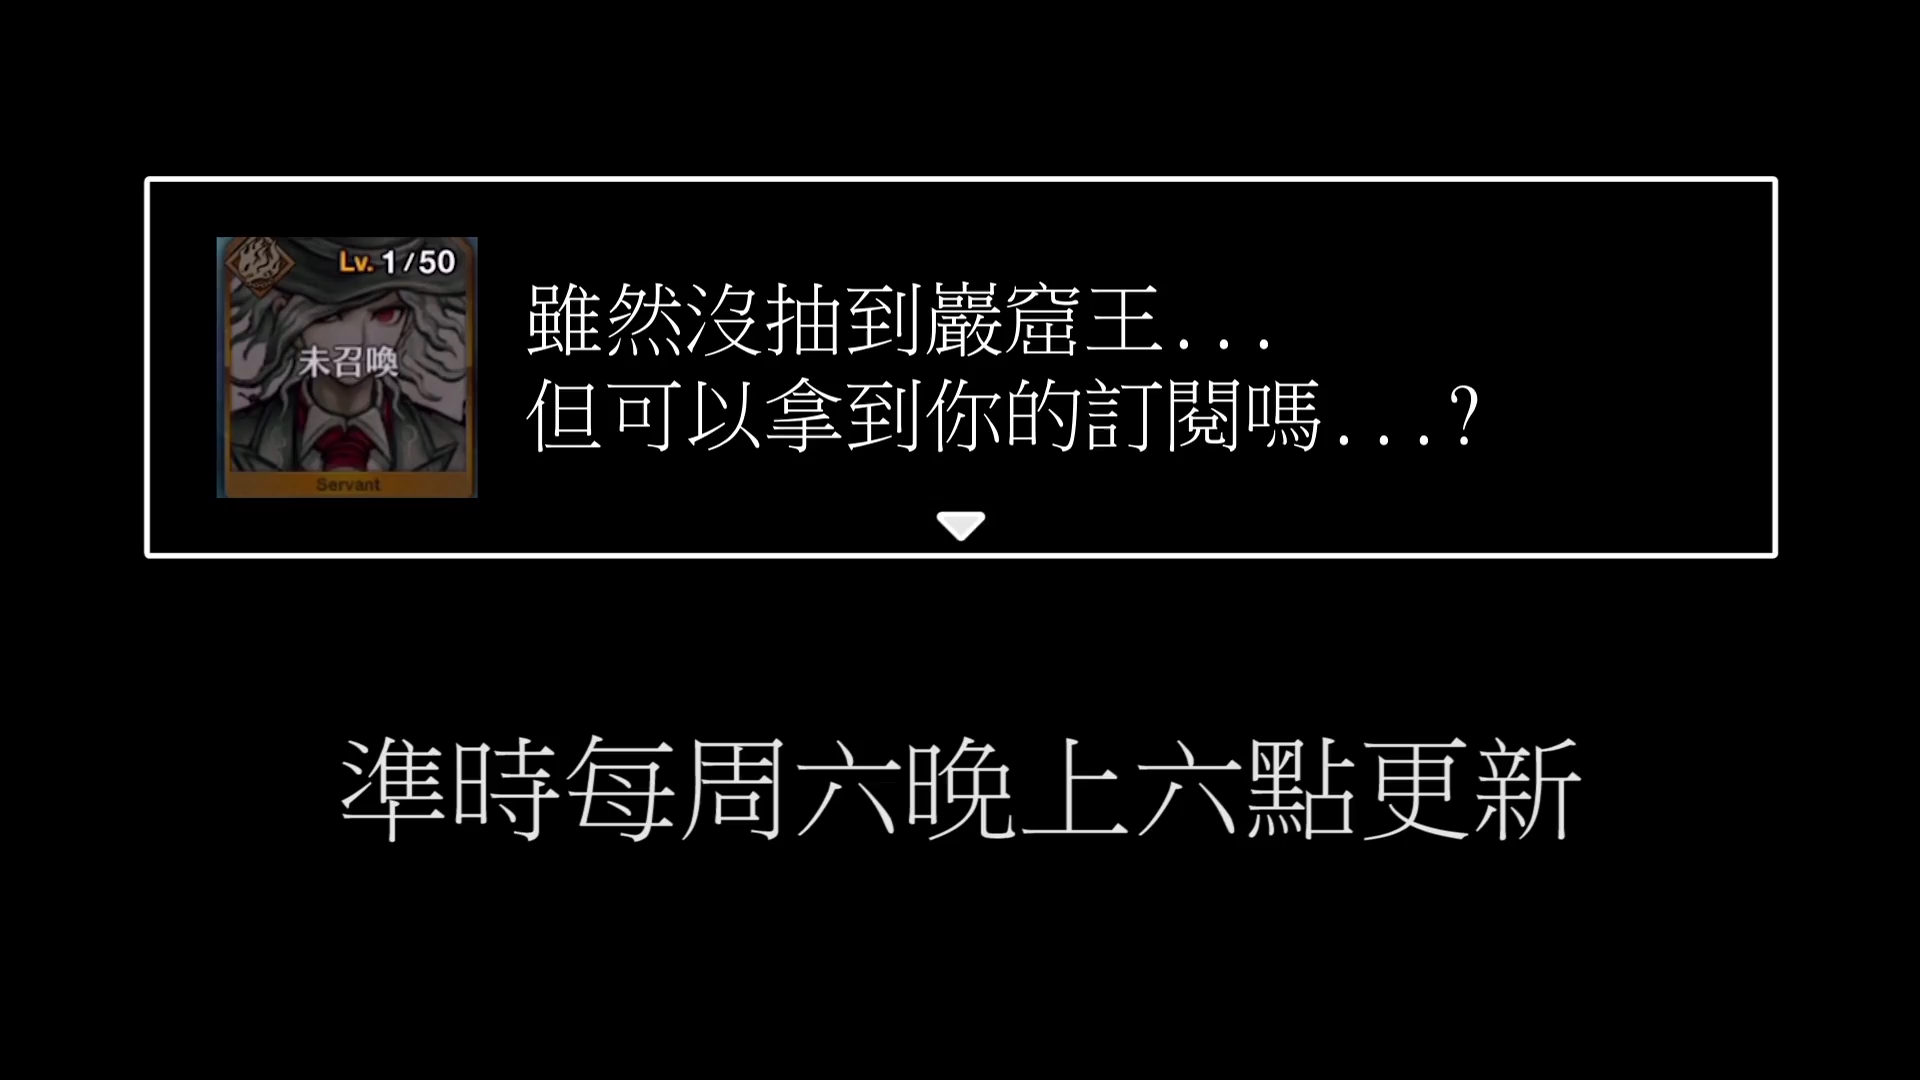 Lv. 1/50
未召喚
Servant
雖然沒抽到巖窟王...
但可以拿到你的訂閱嗎...?
準時每周六晚上六點更新